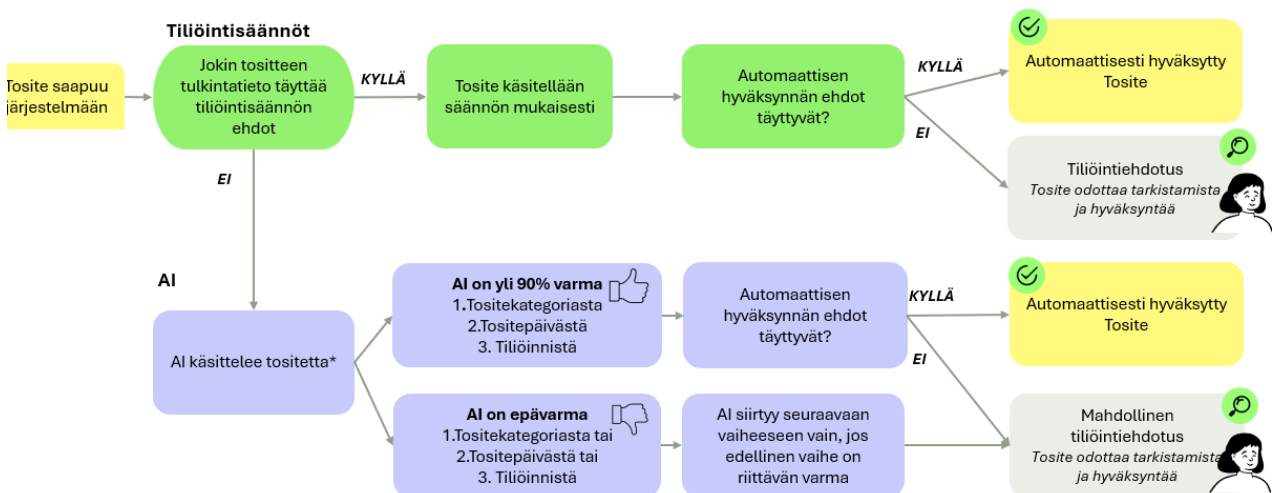 Tiliöintisäännöt
Tosite saapuu
järjestelmään
Jokin tositteen
tulkintatieto täyttää
tiliöintisäännön
ehdot
KYLLÄ
Tosite käsitellään
säännön mukaisesti
Automaattisen
hyväksynnän ehdot
täyttyvät?
KYLLÄ
Automaattisesti hyväksytty
Tosite
EI
Tiliöintiehdotus
Tosite odottaa tarkistamista
ja hyväksyntää
EI
AI
AI käsittelee tositetta*
AI on yli 90% varma
1.Tositekategoriasta
2.Tositepäivästä
3. Tiliöinnistä
Automaattisen
hyväksynnän ehdot
täyttyvät?
KYLLÄ
Automaattisesti hyväksytty
Tosite
EI
AI on epävarma
1.Tositekategoriasta tai
2.Tositepäivästä tai
3. Tiliöinnistä
AI siirtyy seuraavaan
vaiheeseen vain, jos
edellinen vaihe on
riittävän varma
Mahdollinen
tiliöintiehdotus
Tosite odottaa tarkistamista
ja hyväksyntää